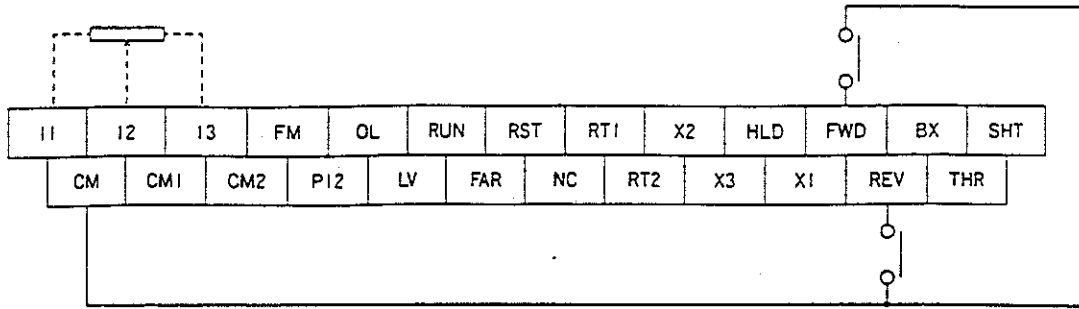 11 12 13 FM OL RUN RST RT1 X2 HLD FWD BX SHT
CM CM1 CM2 P12 LV FAR NC RT2 X3 X1 REV THR